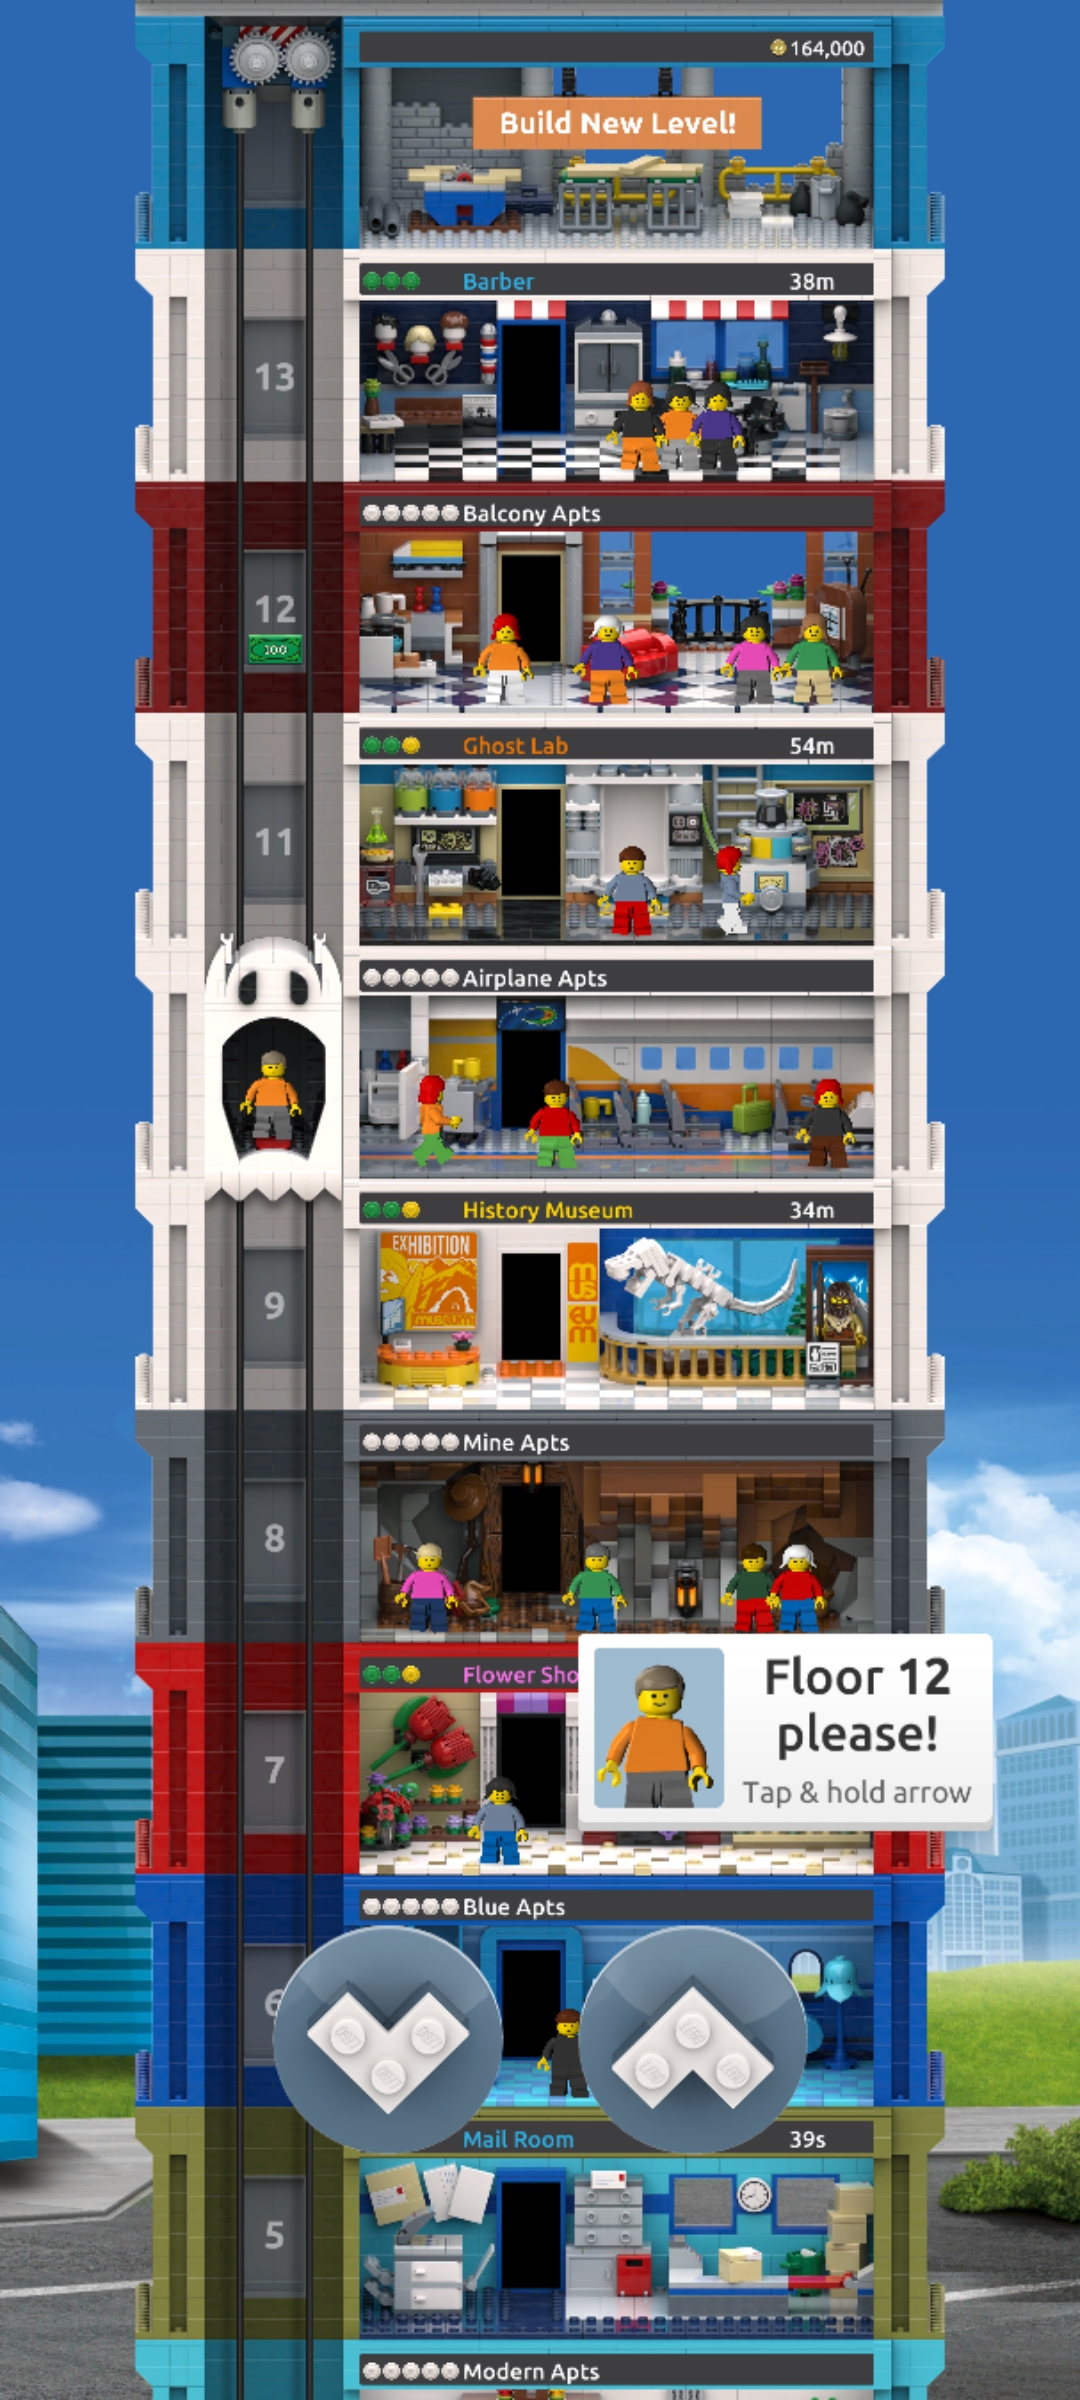 164,000
Build New Level!
Barber 38m
13
Balcony Apts
12
100
Ghost Lab 54m
11
Airplane Apts
History Museum 34m
EXHIBITION
museum
mus
eum
9
Mine Apts
8
Flower Sho
Floor 12
please!
Tap & hold arrow
7
Blue Apts
6
Mail Room 39s
5
Modern Apts